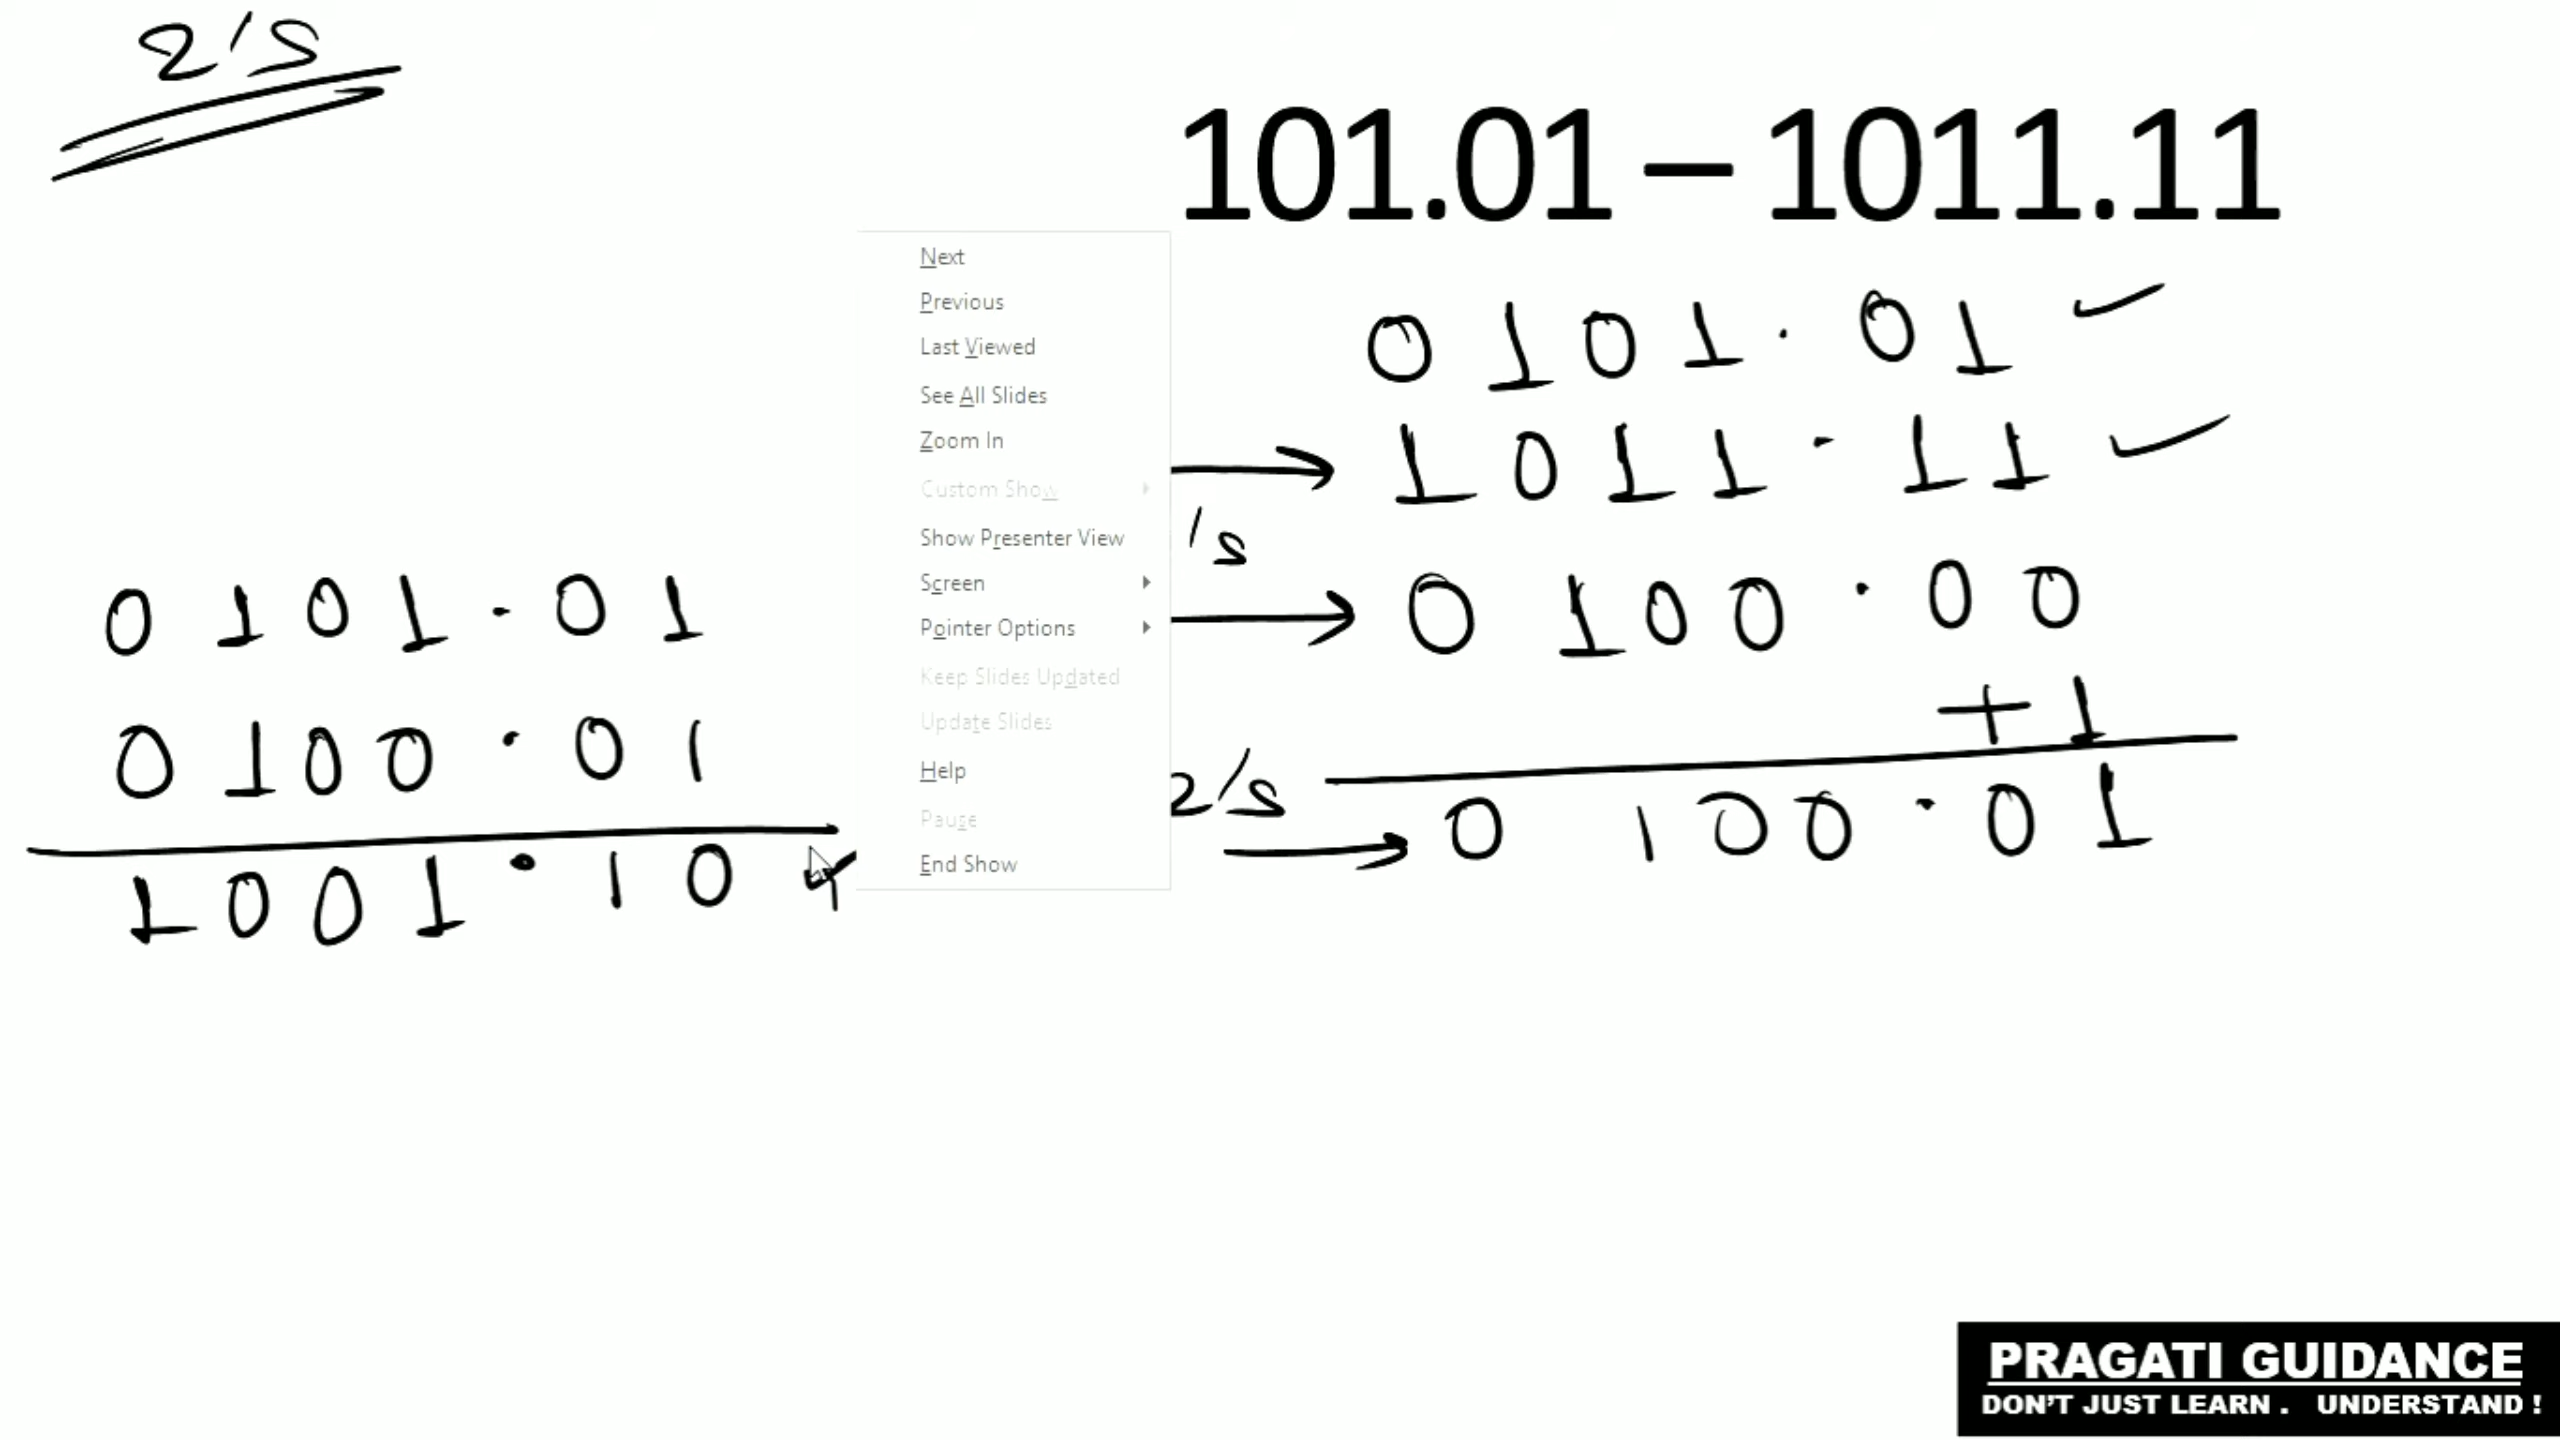 2's
101.01 – 1011.11
Next
Previous
Last Viewed
See All Slides
Zoom In
Custom Show
Show Presenter View
Screen
Pointer Options
Keep Slides Updated
Update Slides
Help
Pause
End Show
0101.01
1011.11
's
0100.00
+1
2's
0100.01
0101.01
0100.01
1001.10
PRAGATI GUIDANCE
DON'T JUST LEARN . UNDERSTAND !